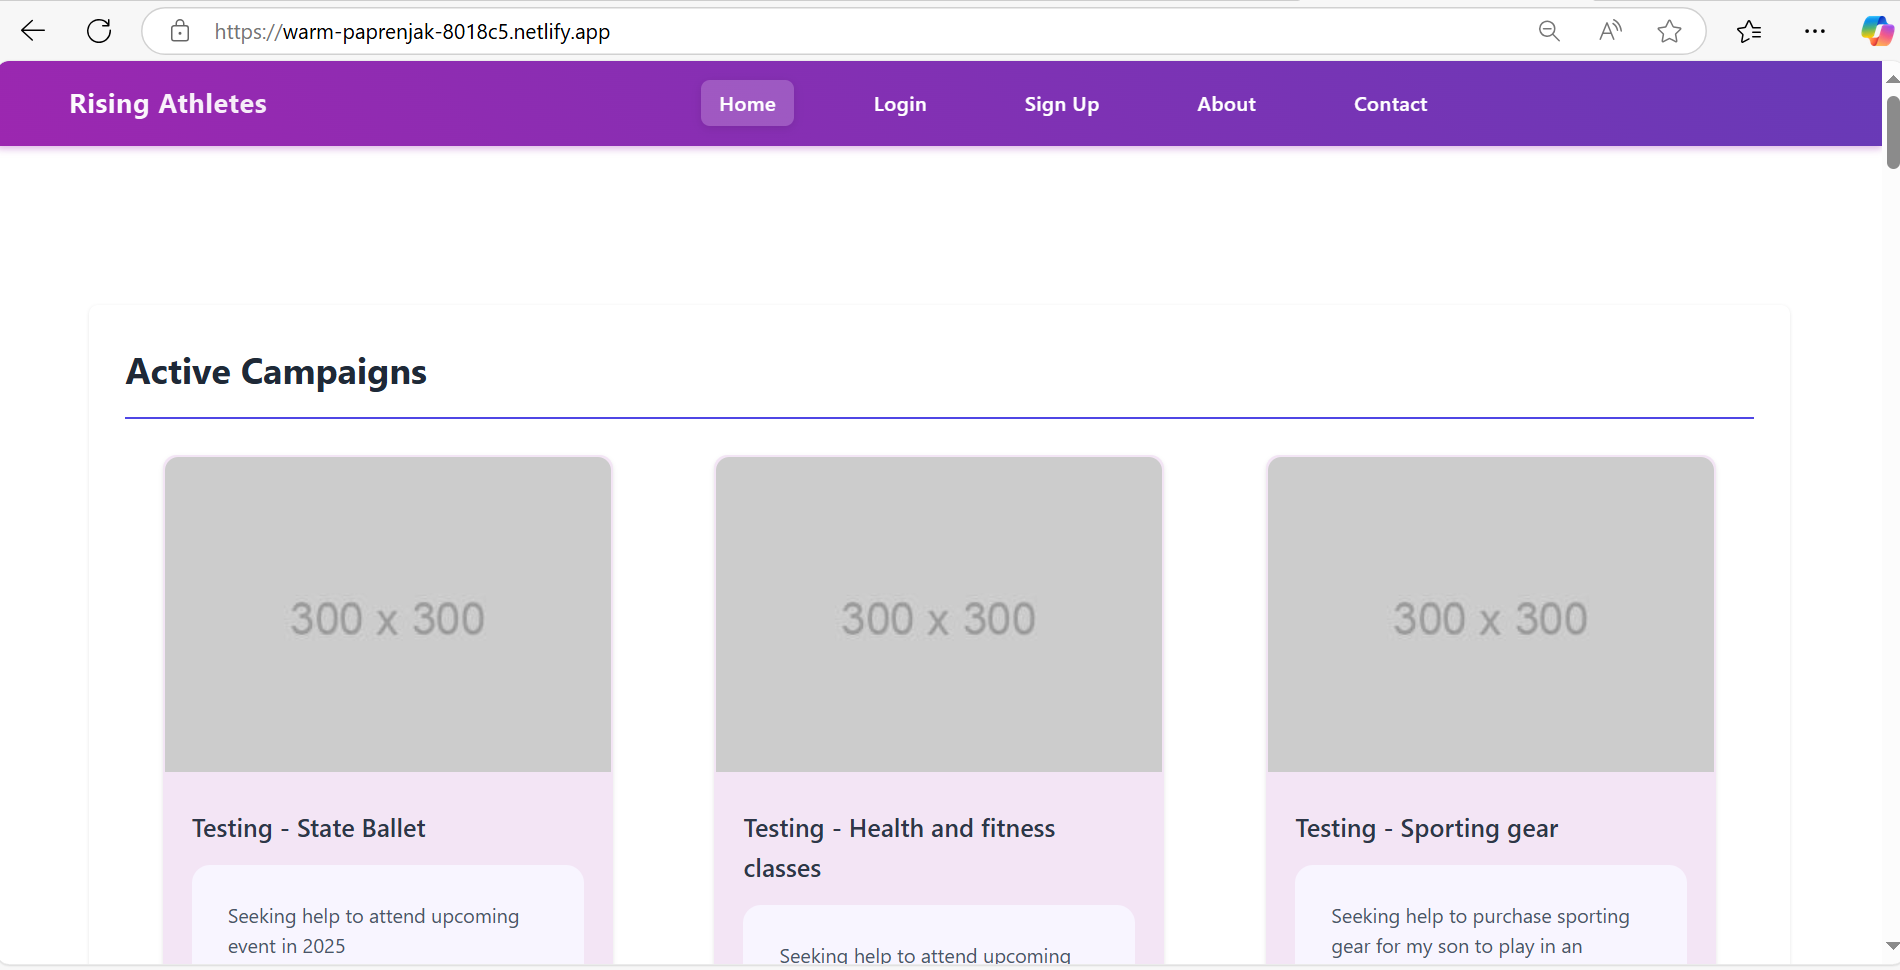 https://warm-paprenjak-8018c5.netlify.app
Rising Athletes
Home
Login
Sign Up
About
Contact
Active Campaigns
300 x 300
300 x 300
300 x 300
Testing - State Ballet
Seeking help to attend upcoming
event in 2025
Testing - Health and fitness
classes
Seeking help to attend upcoming
Testing - Sporting gear
Seeking help to purchase sporting
gear for my son to play in an